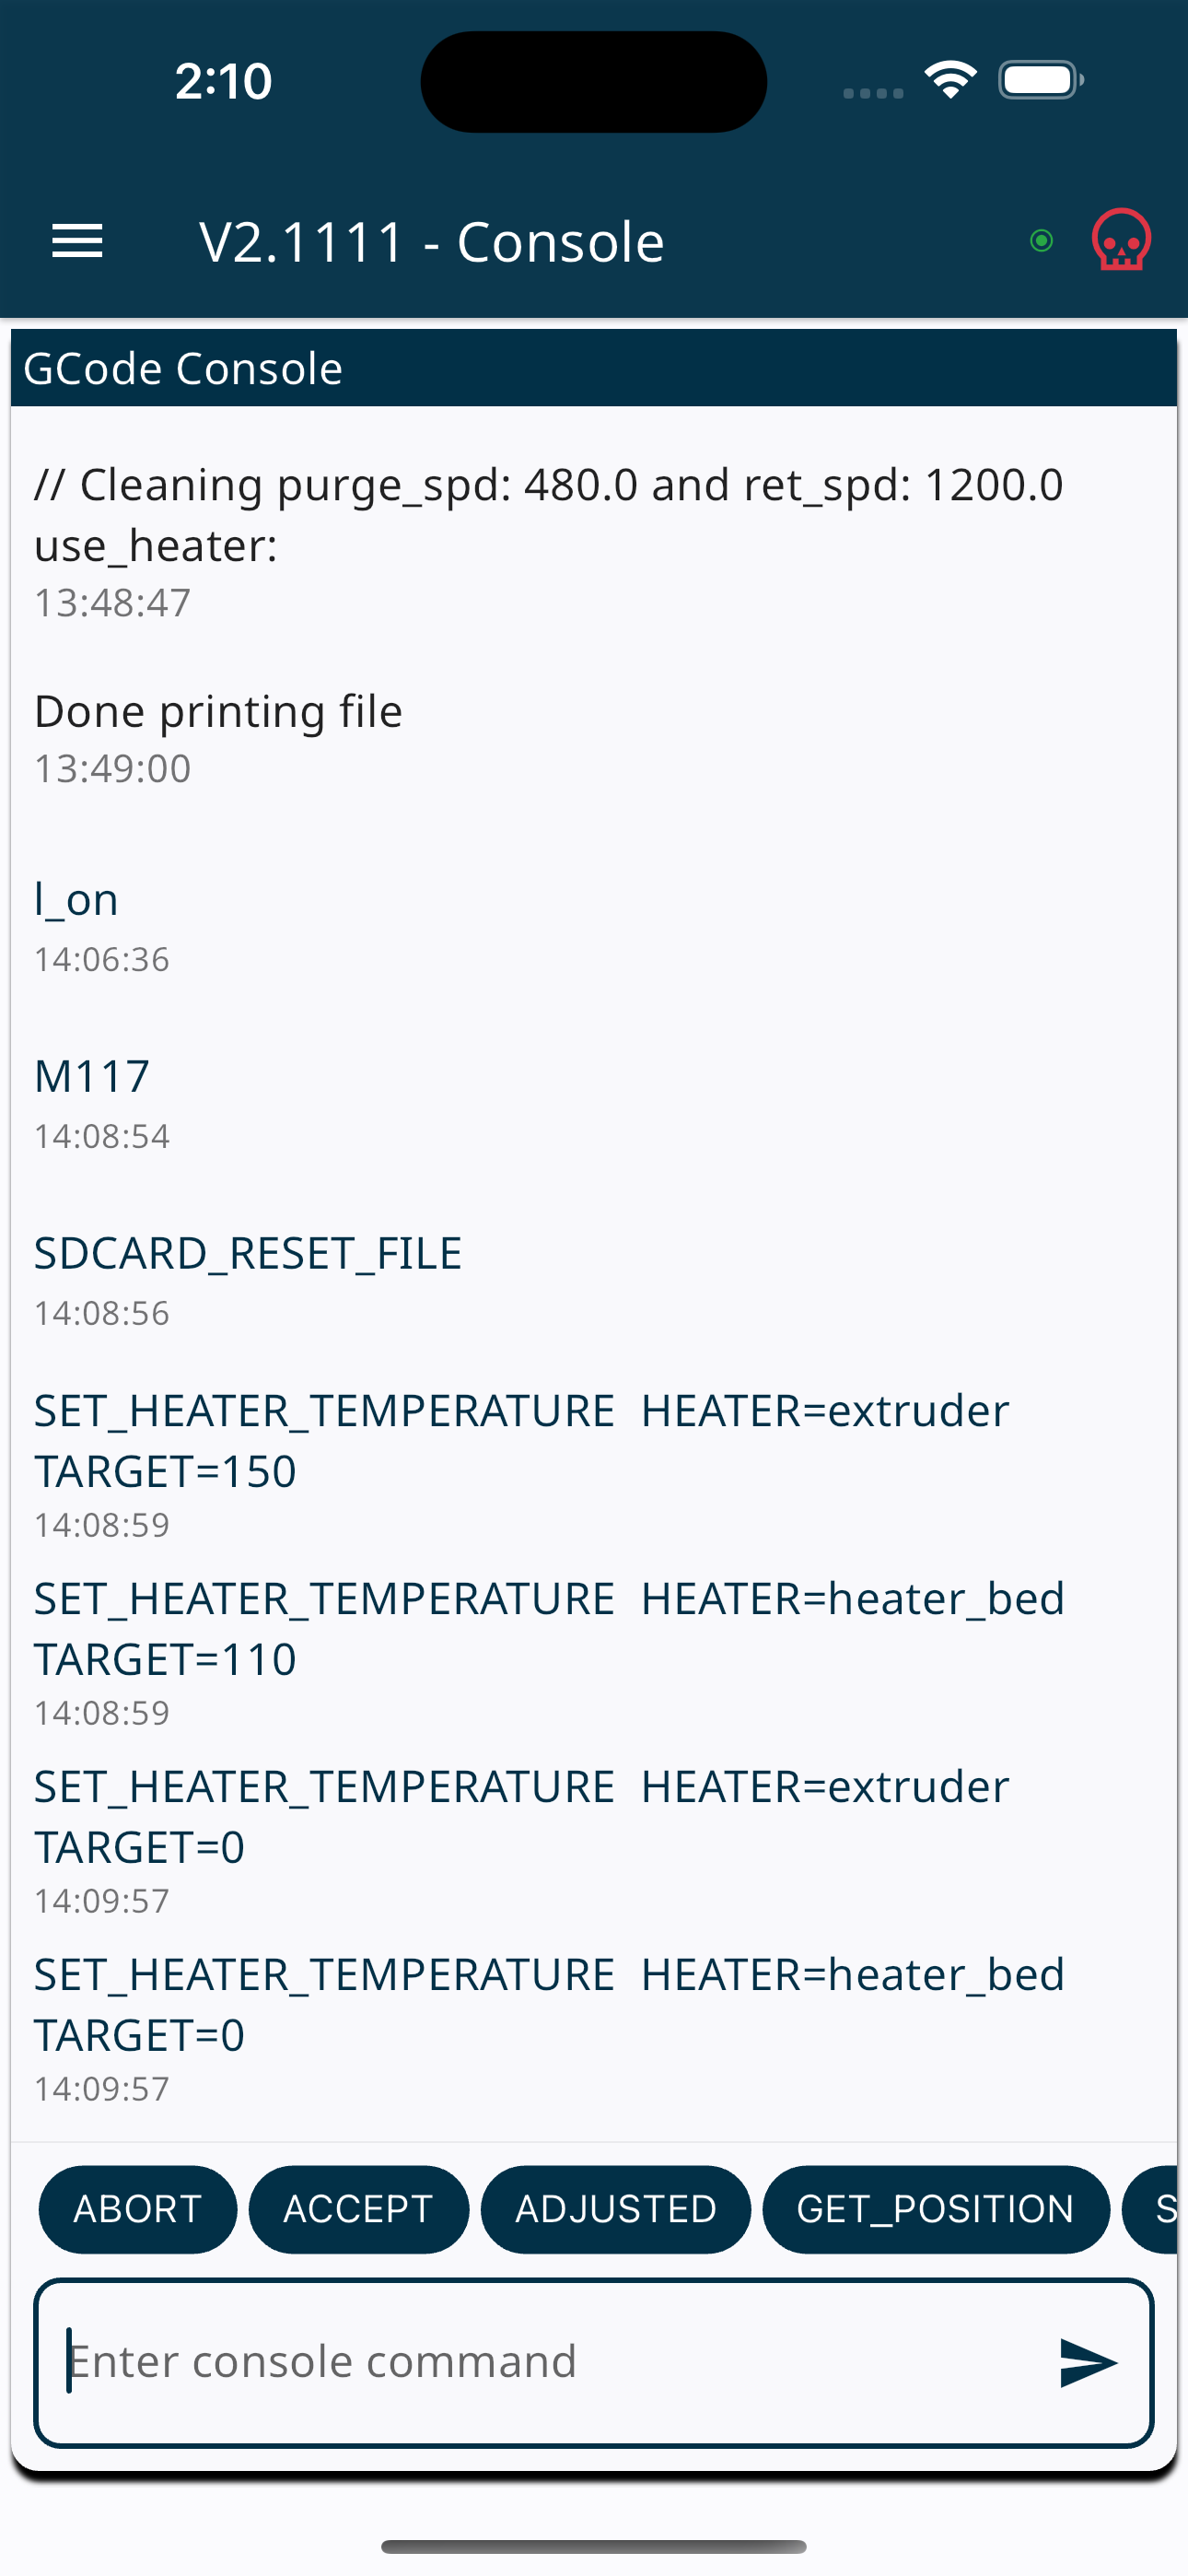 2:10
V2.1111 - Console
GCode Console
// Cleaning purge_spd: 480.0 and ret_spd: 1200.0
use_heater:
13:48:47
Done printing file
13:49:00
l_on
14:06:36
M117
14:08:54
SDCARD_RESET_FILE
14:08:56
SET_HEATER_TEMPERATURE  HEATER=extruder
TARGET=150
14:08:59
SET_HEATER_TEMPERATURE  HEATER=heater_bed
TARGET=110
14:08:59
SET_HEATER_TEMPERATURE  HEATER=extruder
TARGET=0
14:09:57
SET_HEATER_TEMPERATURE  HEATER=heater_bed
TARGET=0
14:09:57
ABORT ACCEPT ADJUSTED GET_POSITION S
Enter console command